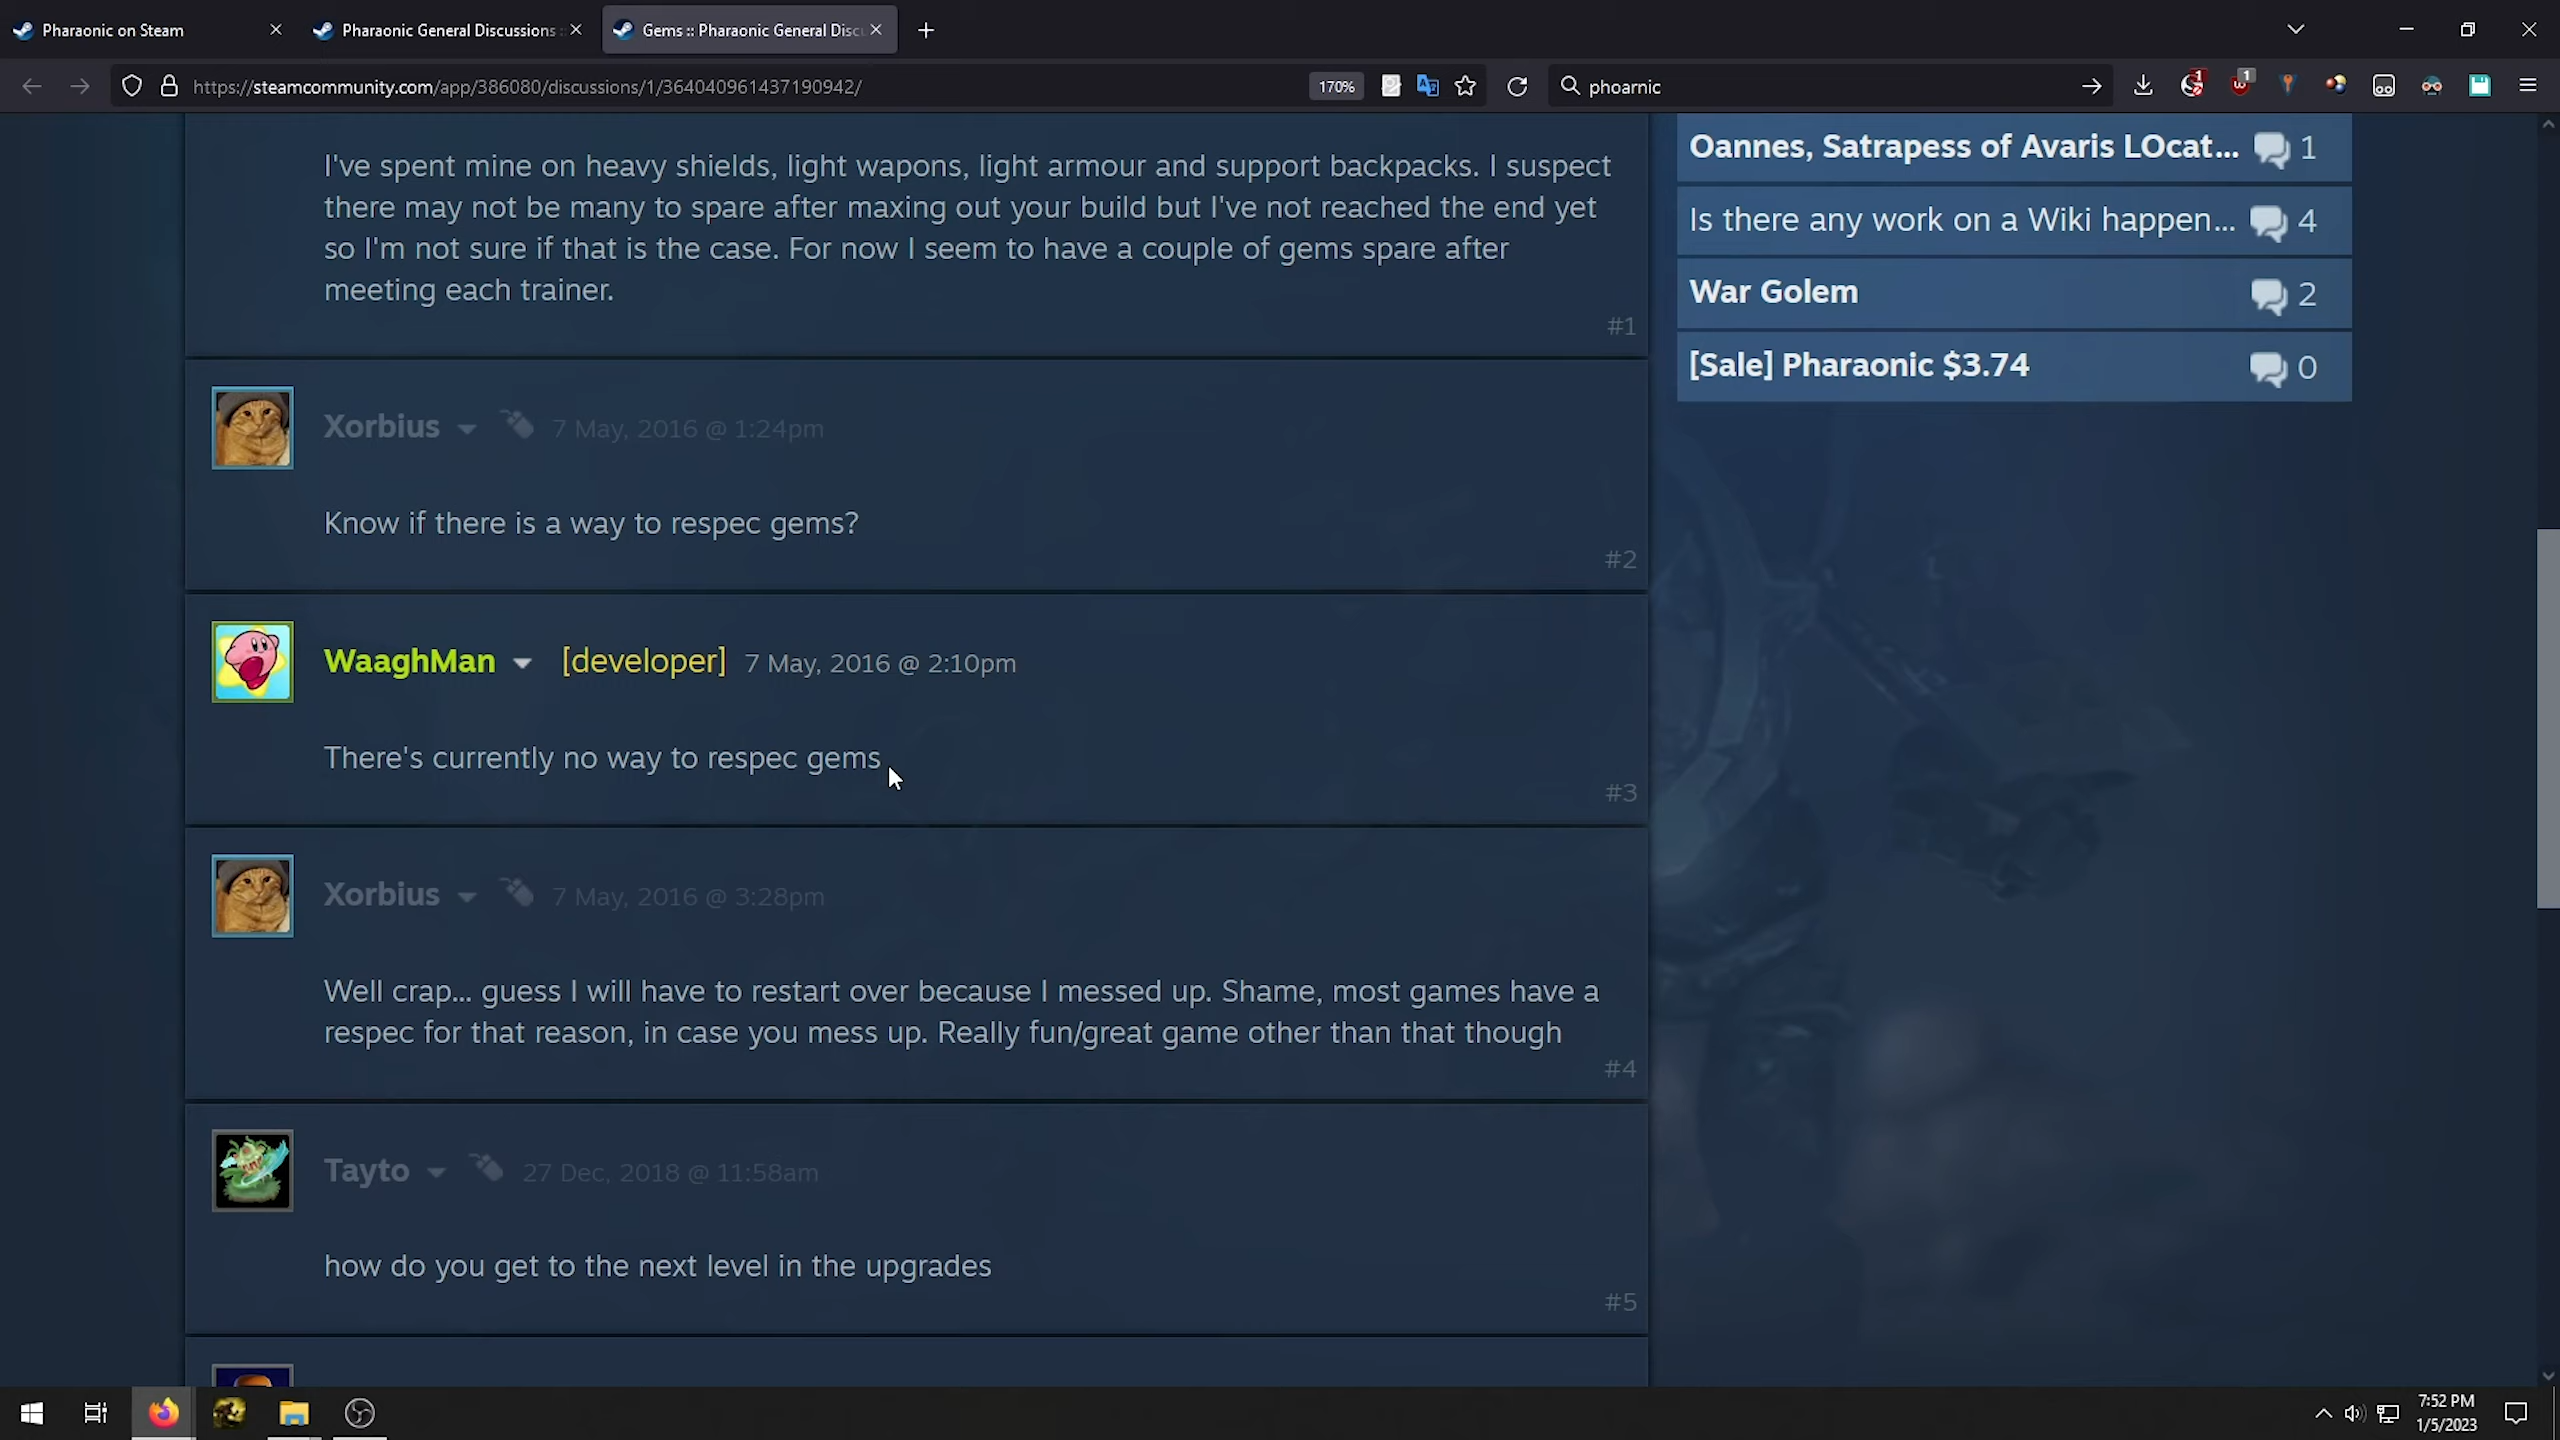 Pharaonic on Steam
Pharaonic General Discussions :
Gems :: Pharaonic General Disc
https://steamcommunity.com/app/386080/discussions/1/364040961437190942/
170%
phoarnic
1
1
I've spent mine on heavy shields, light wapons, light armour and support backpacks. I suspect
there may not be many to spare after maxing out your build but I've not reached the end yet
so I'm not sure if that is the case. For now I seem to have a couple of gems spare after
meeting each trainer.
#1
Xorbius
7 May, 2016 @ 1:24pm
Know if there is a way to respec gems?
#2
WaaghMan
[developer]
7 May, 2016 @ 2:10pm
There's currently no way to respec gems
#3
Xorbius
7 May, 2016 @ 3:28pm
Well crap... guess I will have to restart over because I messed up. Shame, most games have a
respec for that reason, in case you mess up. Really fun/great game other than that though
#4
Tayto
27 Dec, 2018 @ 11:58am
how do you get to the next level in the upgrades
#5
Oannes, Satrapess of Avaris LOcat...
1
Is there any work on a Wiki happen...
4
War Golem
2
[Sale] Pharaonic $3.74
0
7:52 PM
1/5/2023